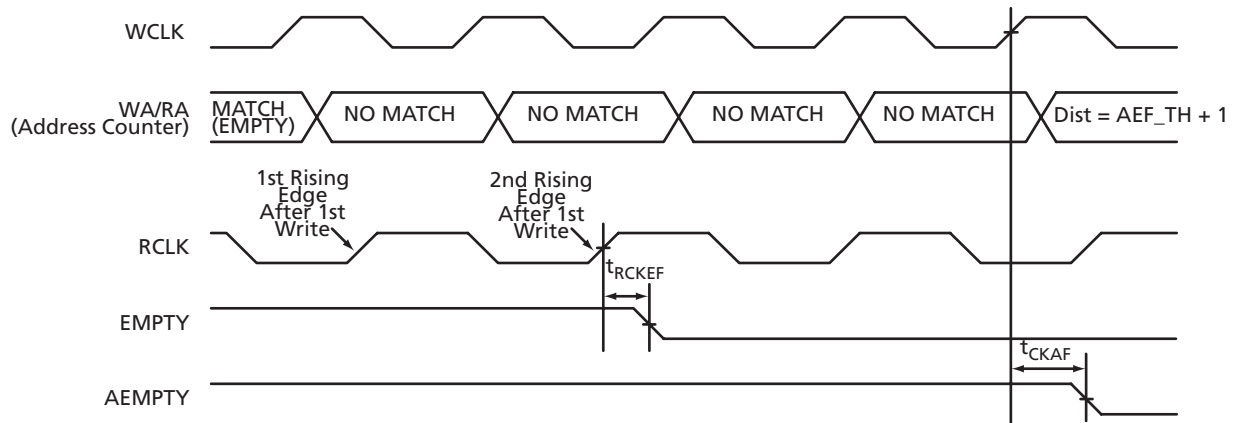 WCLK
WA/RA
(Address Counter)
MATCH
(EMPTY)
NO MATCH
NO MATCH
NO MATCH
NO MATCH
Dist = AEF_TH + 1
1st Rising
Edge
After 1st
Write
2nd Rising
Edge
After 1st
Write
RCLK
tRCKEF
EMPTY
tCKAF
AEMPTY